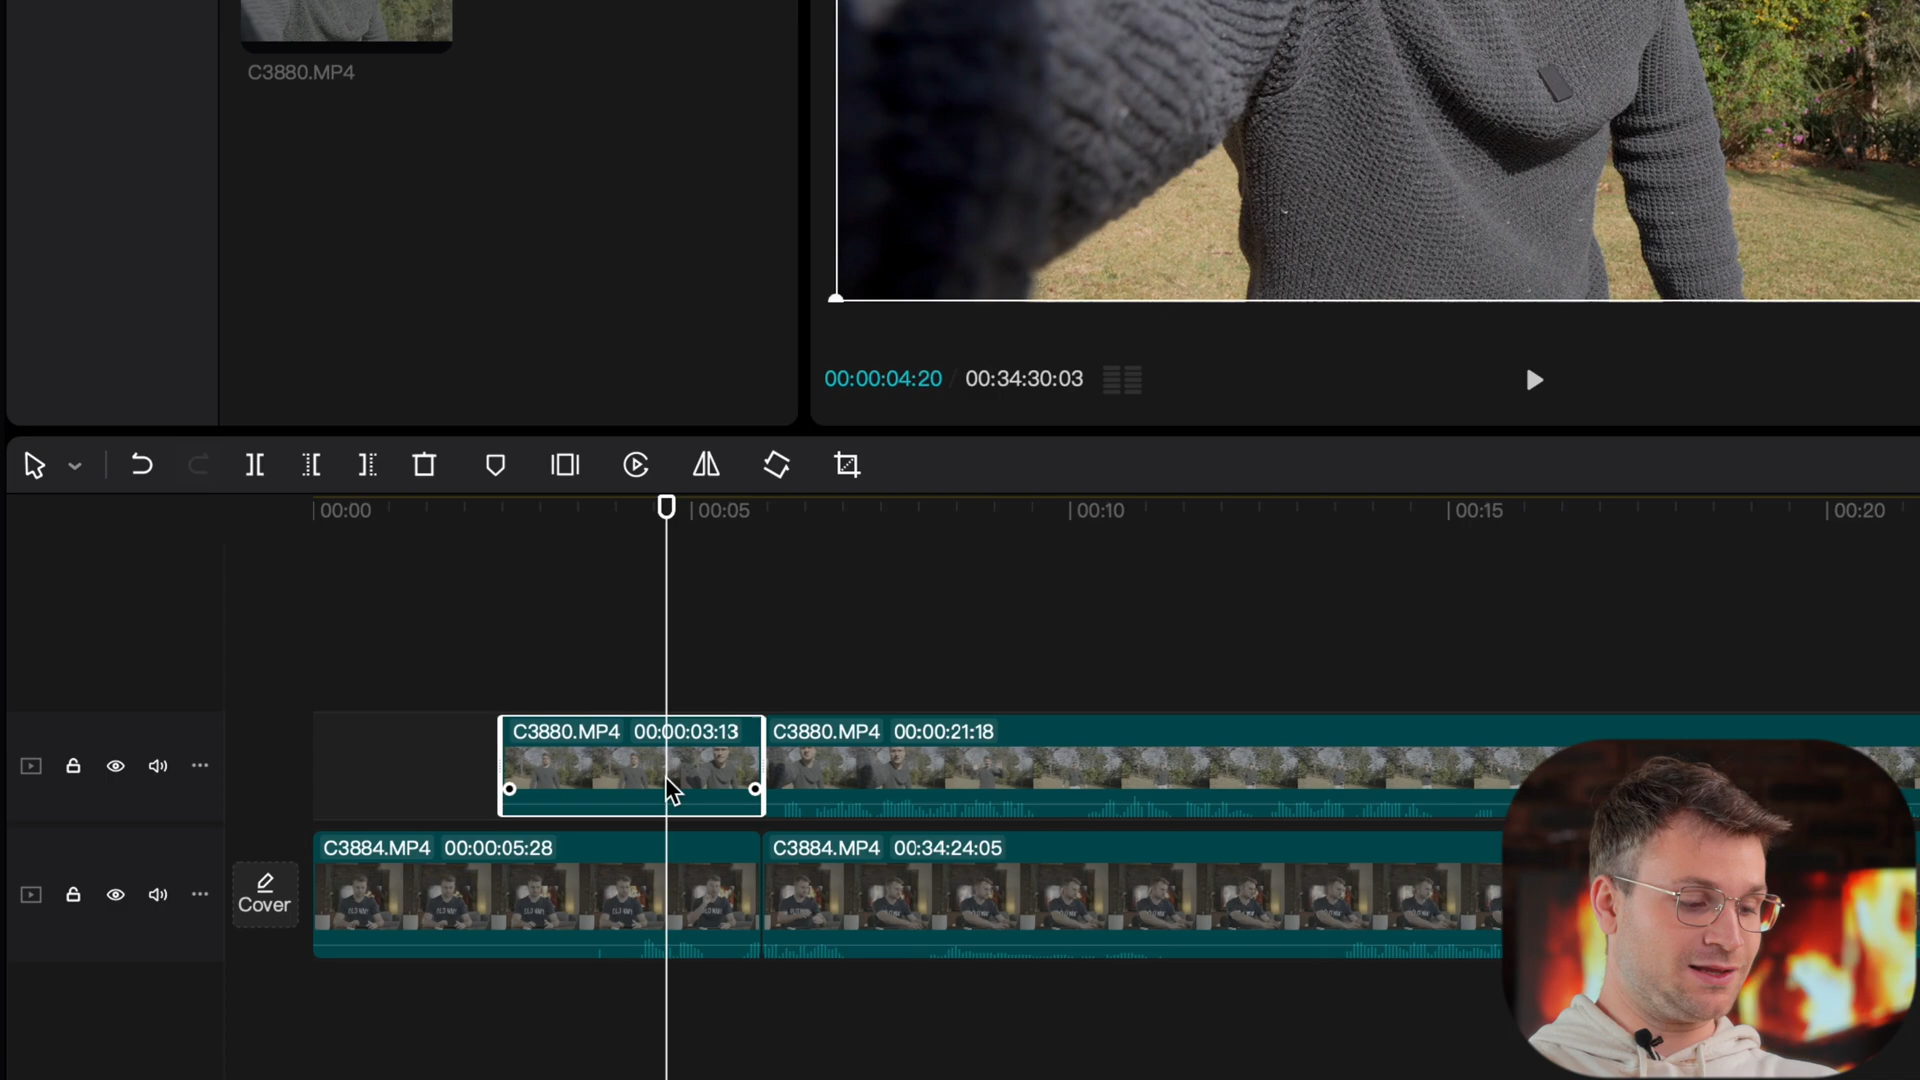 C3880.MP4
00:00:04:20 / 00:34:30:03
00:00 00:05 00:10 00:15 00:20
C3880.MP4 00:00:03:13 C3880.MP4 00:00:21:18
C3884.MP4 00:00:05:28 C3884.MP4 00:34:24:05
Cover